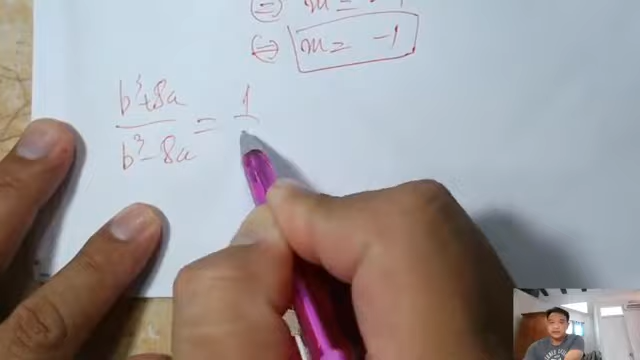 ⇔ m = -1
b³+8a
b³-8a = 1